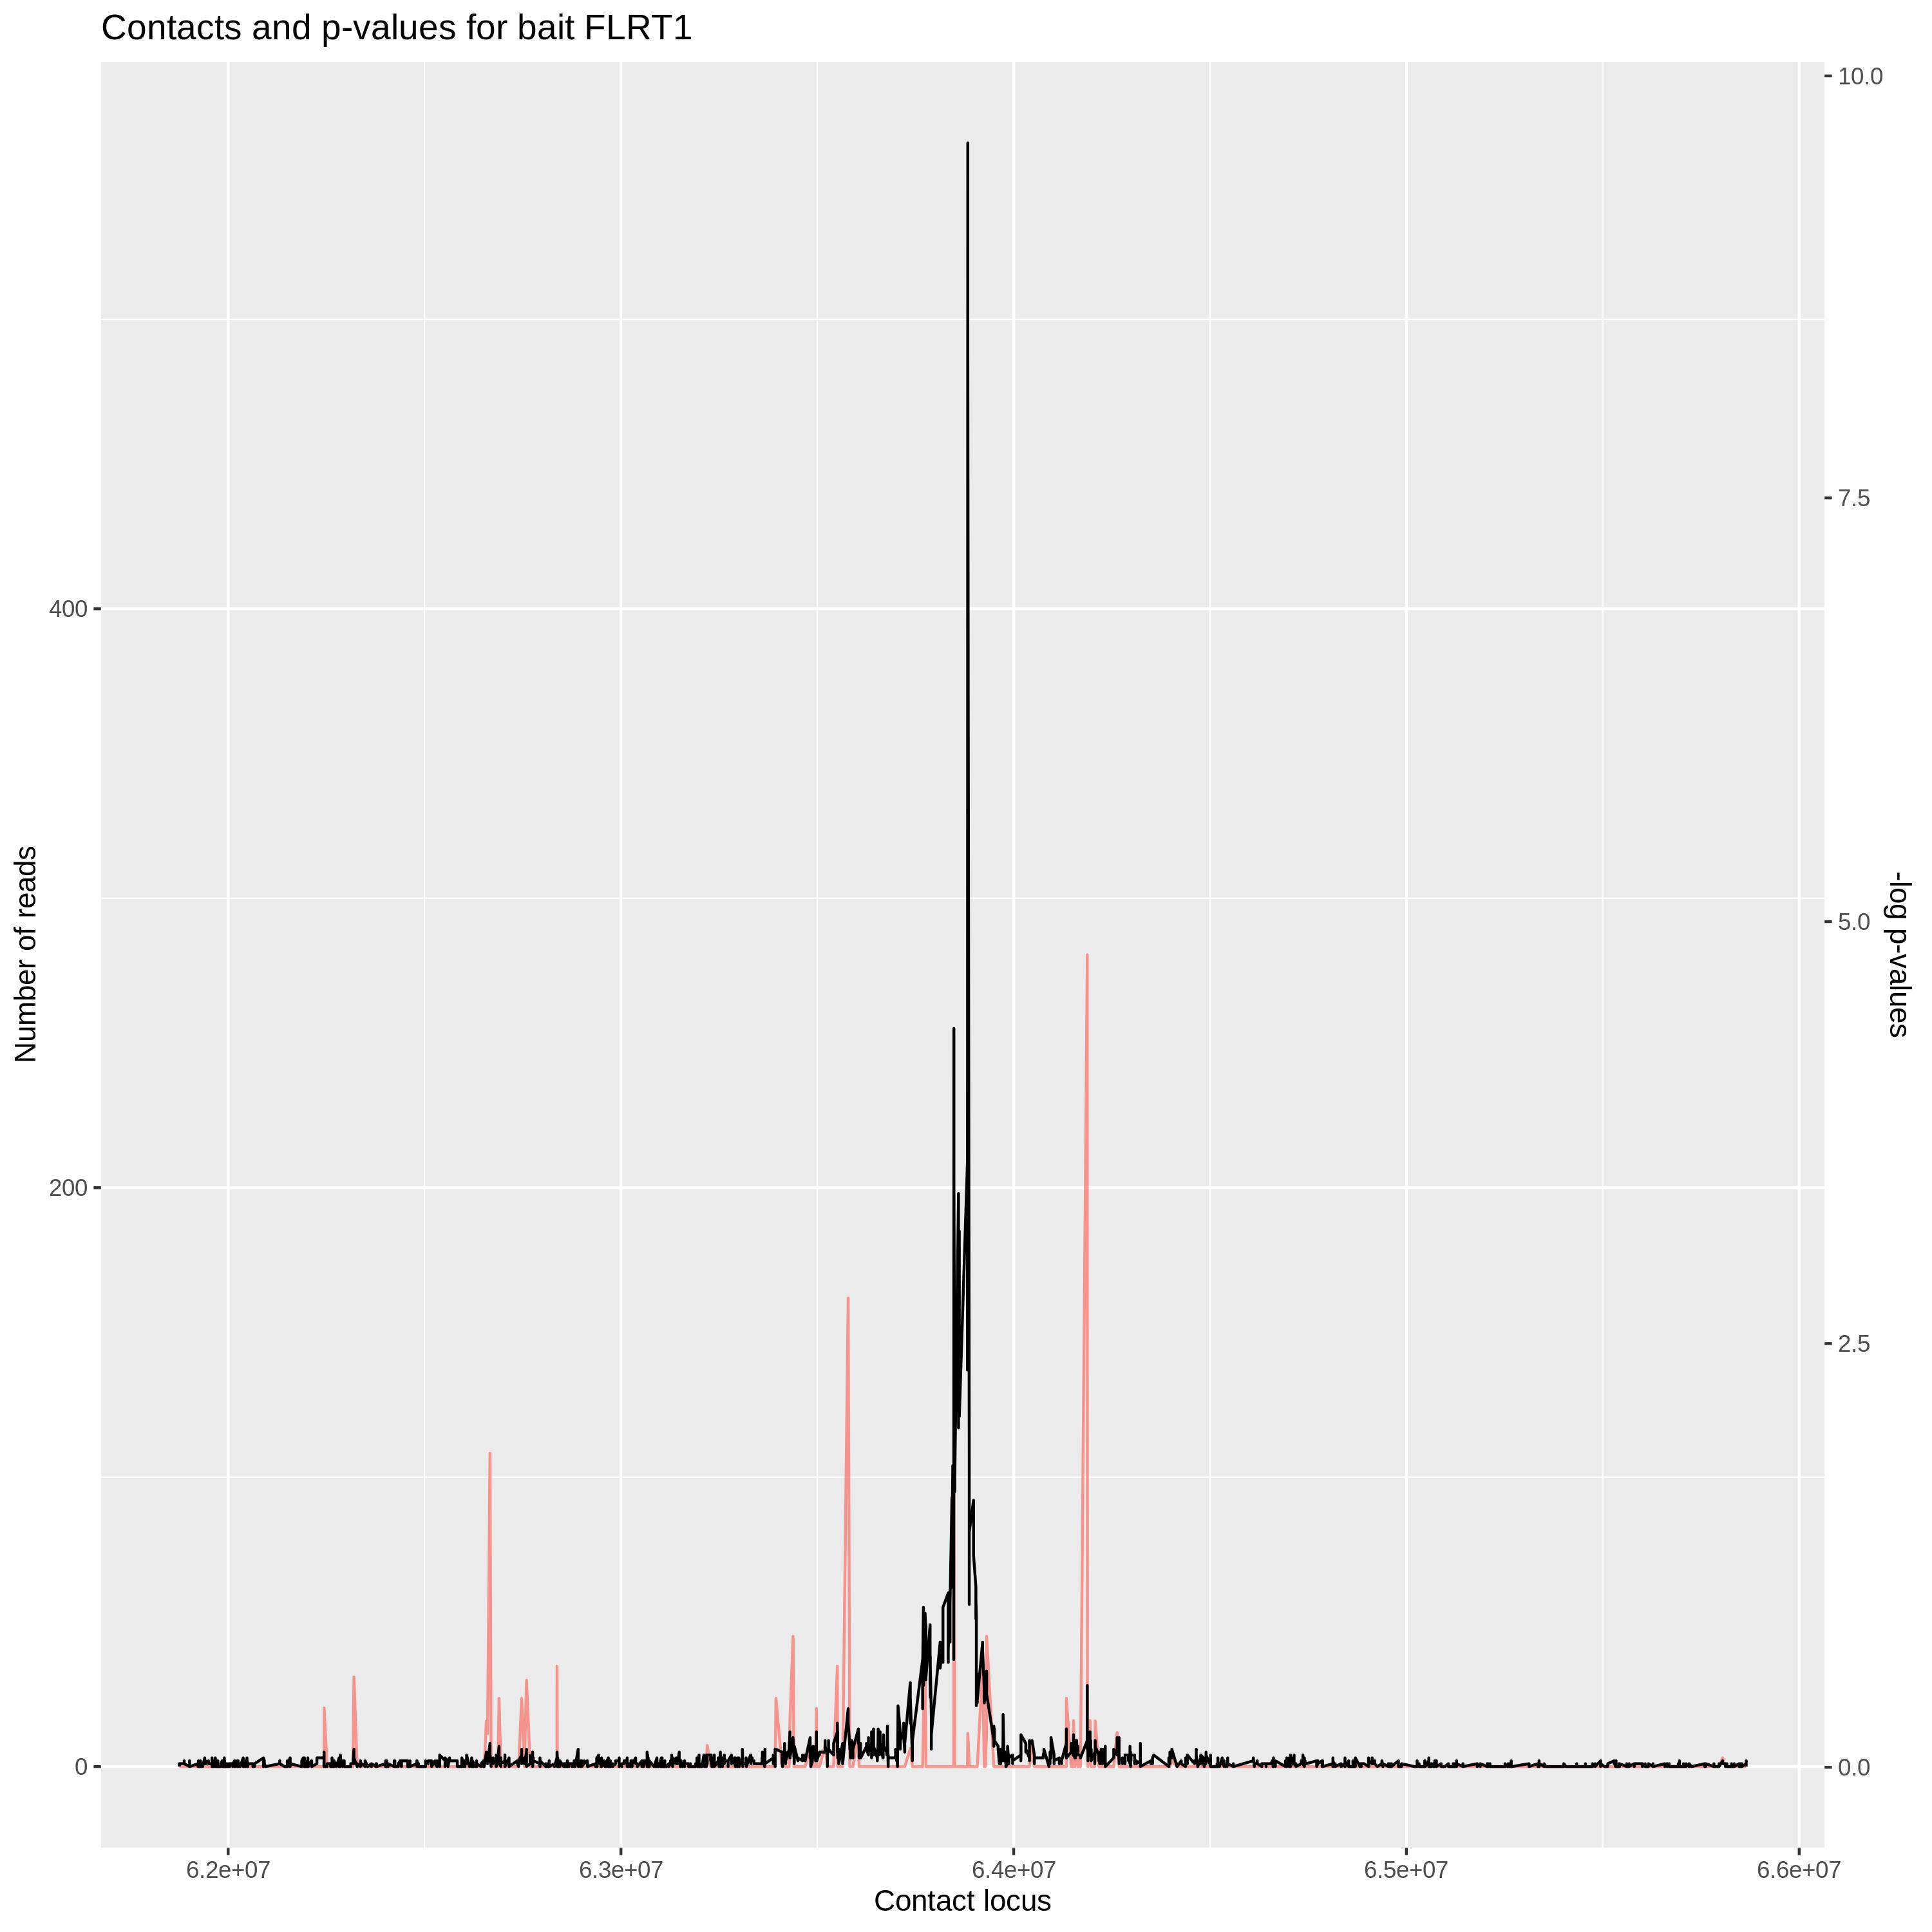 Contacts and p-values for bait FLRT1
10.0
7.5
400
5.0
Number of reads
-log p-values
200
2.5
0
0.0
6.2e+07 6.3e+07 6.4e+07 6.5e+07 6.6e+07
Contact locus